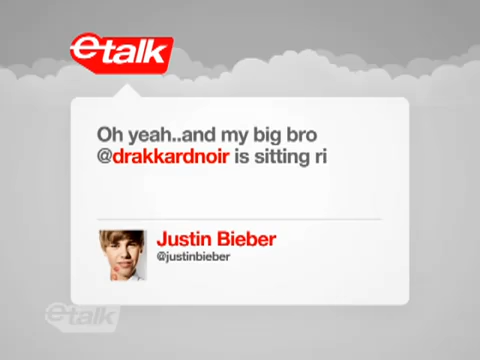 etalk
Oh yeah..and my big bro
@drakkardnoir is sitting ri
Justin Bieber
@justinbieber
etalk